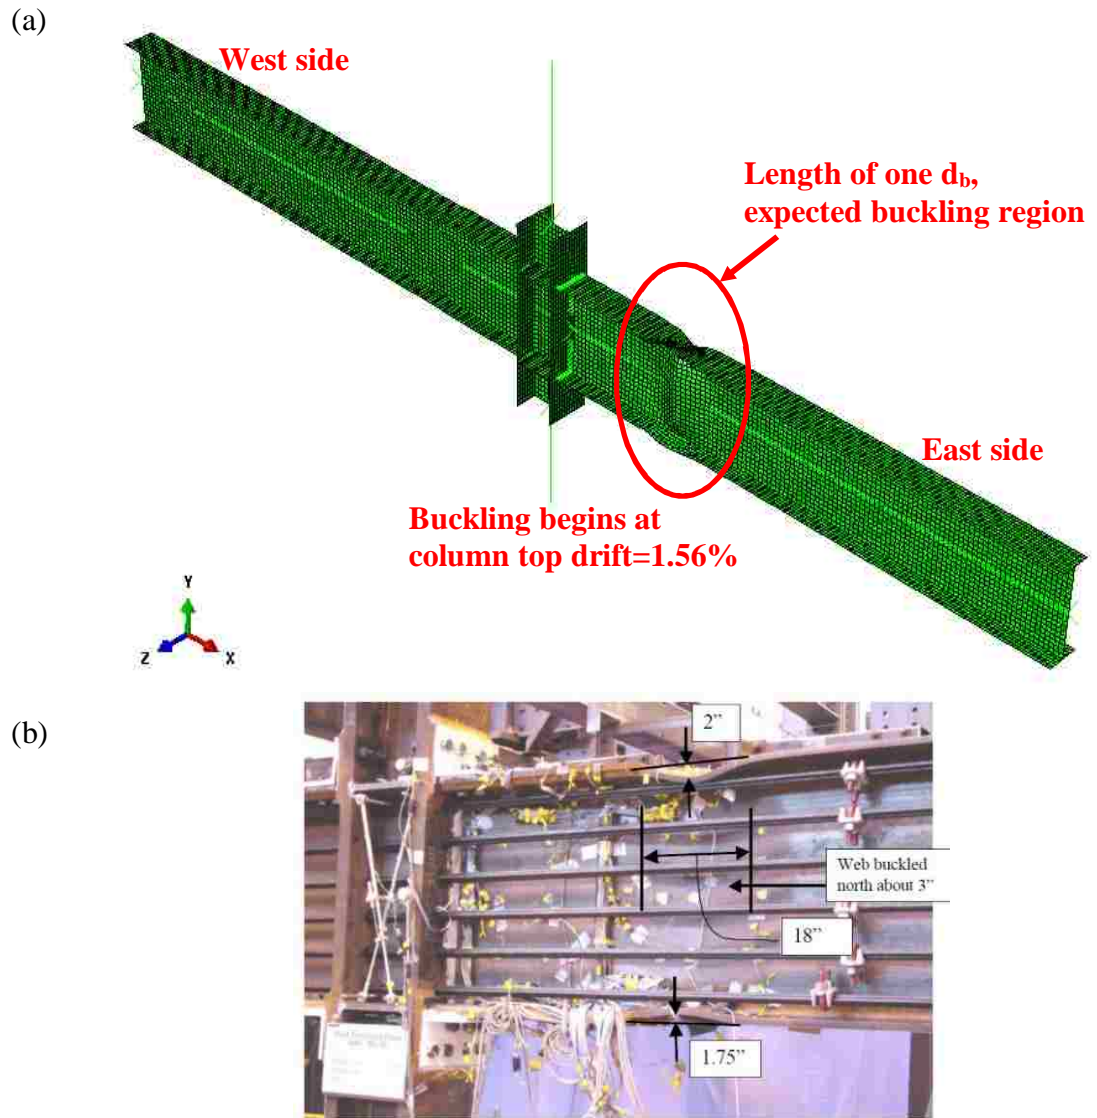 (a)
West side
Length of one d_b,
expected buckling region
East side
Buckling begins at
column top drift=1.56%
Y
Z
X
(b)
2”
Web buckled
north about 3”
18”
1.75”